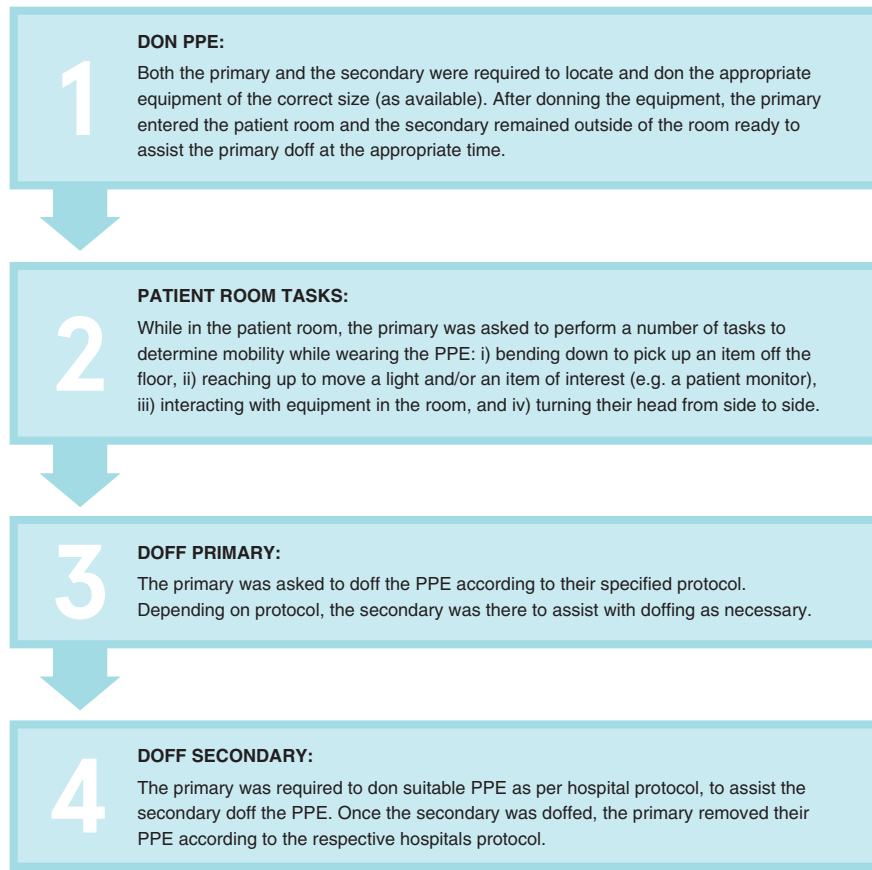 1
DON PPE:
Both the primary and the secondary were required to locate and don the appropriate
equipment of the correct size (as available). After donning the equipment, the primary
entered the patient room and the secondary remained outside of the room ready to
assist the primary doff at the appropriate time.
2
PATIENT ROOM TASKS:
While in the patient room, the primary was asked to perform a number of tasks to
determine mobility while wearing the PPE: i) bending down to pick up an item off the
floor, ii) reaching up to move a light and/or an item of interest (e.g. a patient monitor),
iii) interacting with equipment in the room, and iv) turning their head from side to side.
3
DOFF PRIMARY:
The primary was asked to doff the PPE according to their specified protocol.
Depending on protocol, the secondary was there to assist with doffing as necessary.
4
DOFF SECONDARY:
The primary was required to don suitable PPE as per hospital protocol, to assist the
secondary doff the PPE. Once the secondary was doffed, the primary removed their
PPE according to the respective hospitals protocol.